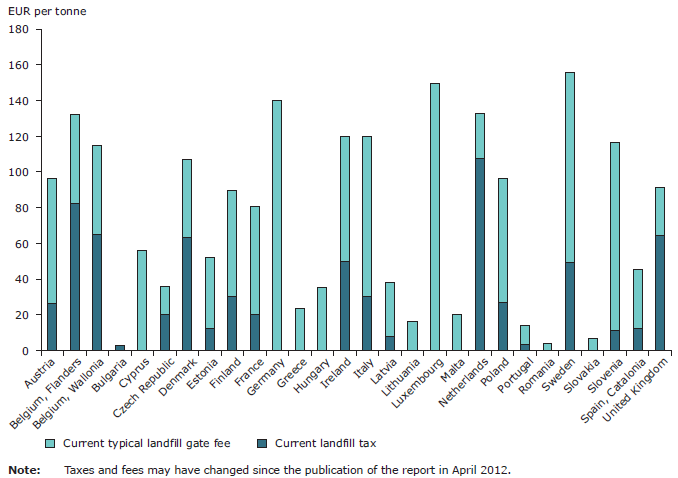 EUR per tonne
180
160
140
120
100
80
60
40
20
0
Austria
Belgium, Flanders
Belgium, Wallonia
Bulgaria
Cyprus
Czech Republic
Denmark
Estonia
Finland
France
Germany
Greece
Hungary
Ireland
Italy
Latvia
Lithuania
Luxembourg
Malta
Netherlands
Poland
Portugal
Romania
Sweden
Slovakia
Slovenia
Spain, Catalonia
United Kingdom
Current typical landfill gate fee
Current landfill tax
Note: Taxes and fees may have changed since the publication of the report in April 2012.